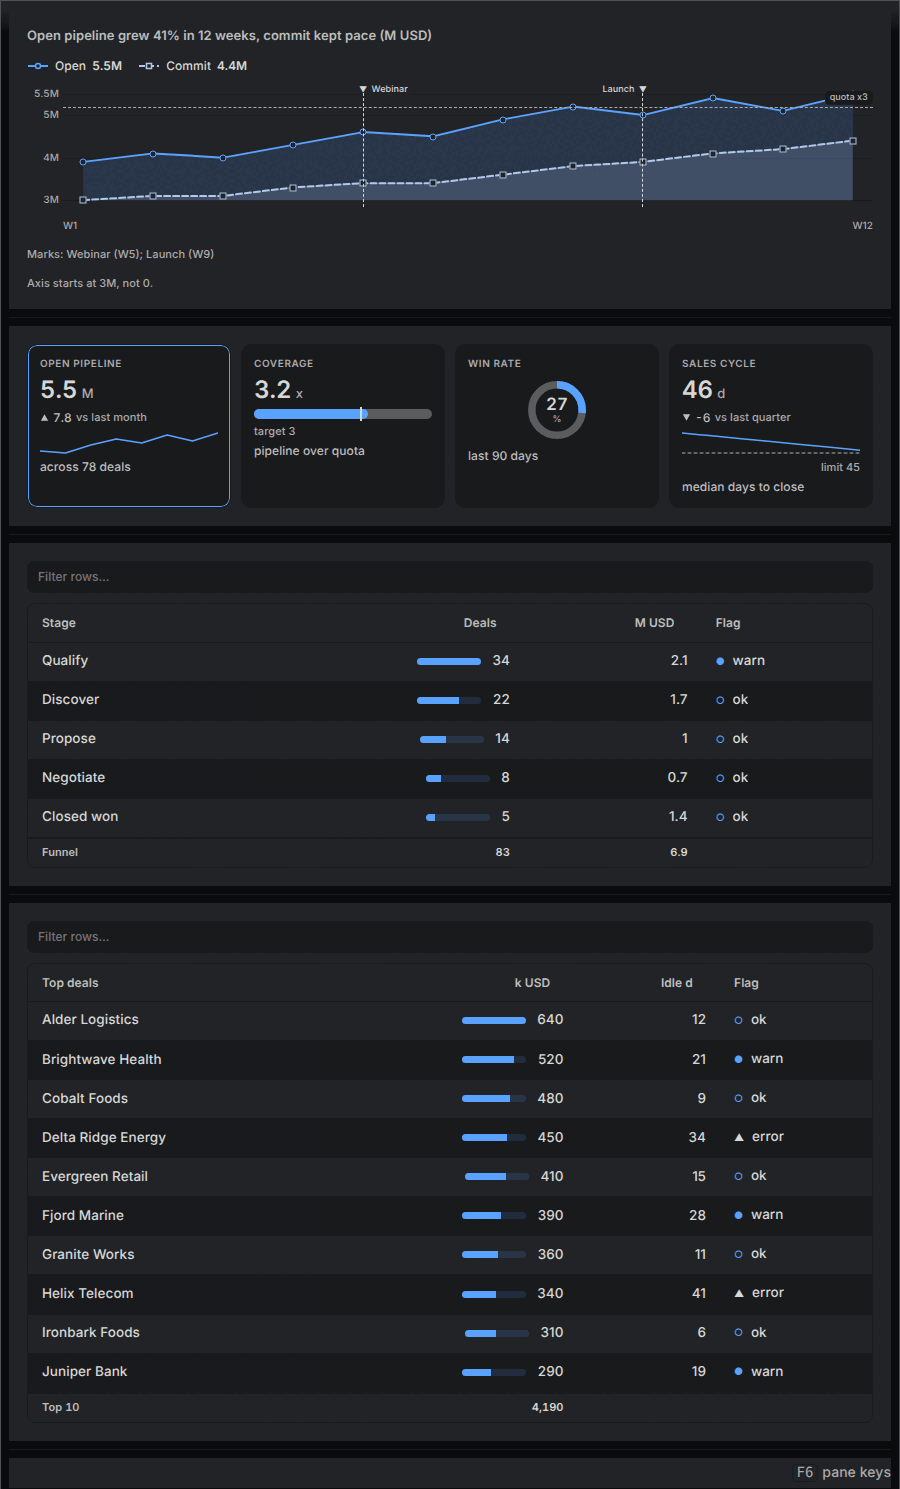 Open pipeline grew 41% in 12 weeks, commit kept pace (M USD)
Open 5.5M Commit 4.4M
Webinar Launch
5.5M
quota x3
5M
4M
3M
W1 W12
Marks: Webinar (W5); Launch (W9)
Axis starts at 3M, not 0.
OPEN PIPELINE
5.5 M
▲ 7.8 vs last month
across 78 deals
COVERAGE
3.2 x
target 3
pipeline over quota
WIN RATE
27
%
last 90 days
SALES CYCLE
46 d
▼ -6 vs last quarter
limit 45
median days to close
Filter rows...
Stage Deals M USD Flag
Qualify 34 2.1 warn
Discover 22 1.7 ok
Propose 14 1 ok
Negotiate 8 0.7 ok
Closed won 5 1.4 ok
Funnel 83 6.9
Filter rows...
Top deals k USD Idle d Flag
Alder Logistics 640 12 ok
Brightwave Health 520 21 warn
Cobalt Foods 480 9 ok
Delta Ridge Energy 450 34 error
Evergreen Retail 410 15 ok
Fjord Marine 390 28 warn
Granite Works 360 11 ok
Helix Telecom 340 41 error
Ironbark Foods 310 6 ok
Juniper Bank 290 19 warn
Top 10 4,190
F6 pane keys